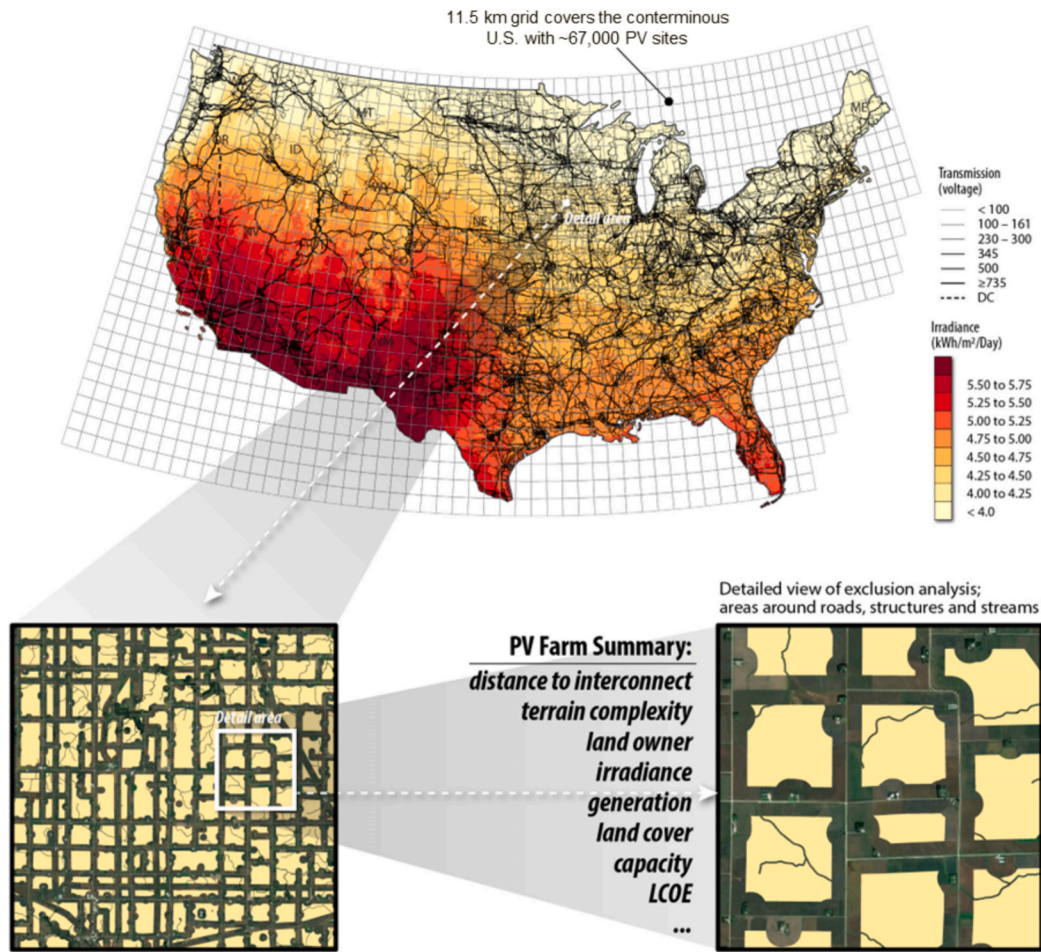 11.5 km grid covers the conterminous
U.S. with ~67,000 PV sites
MT
ME
OR
ID
WY
NE
NV
WV
NM
Detail area
Transmission
(voltage)
< 100
100 – 161
230 – 300
345
500
≥735
DC
Irradiance
(kWh/m²/Day)
5.50 to 5.75
5.25 to 5.50
5.00 to 5.25
4.75 to 5.00
4.50 to 4.75
4.25 to 4.50
4.00 to 4.25
< 4.0
Detailed view of exclusion analysis;
areas around roads, structures and streams
PV Farm Summary:
distance to interconnect
terrain complexity
land owner
irradiance
generation
land cover
capacity
LCOE
...
Detail area